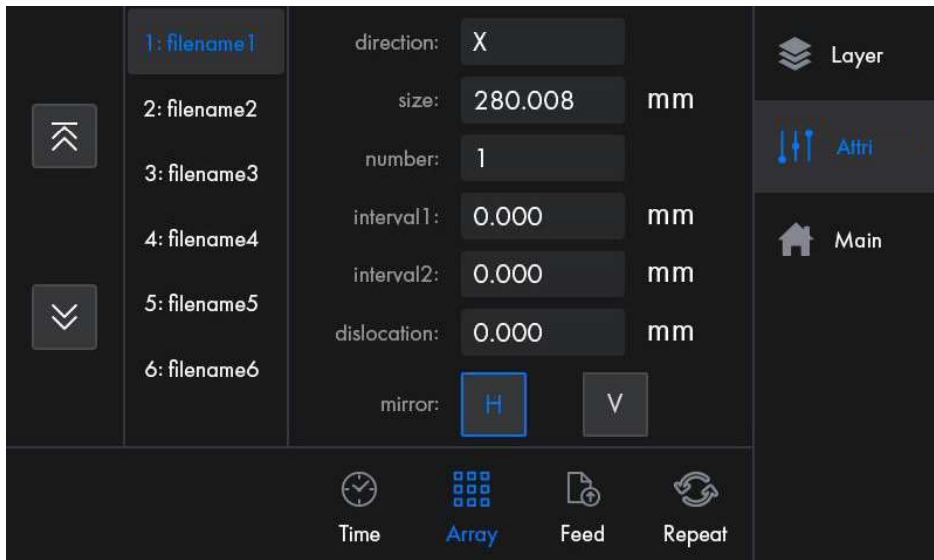 1: filename1
2: filename2
3: filename3
4: filename4
5: filename5
6: filename6
direction: X
size: 280.008 mm
number: 1
interval1: 0.000 mm
interval2: 0.000 mm
dislocation: 0.000 mm
mirror: H V
Layer
Attri
Main
Time Array Feed Repeat